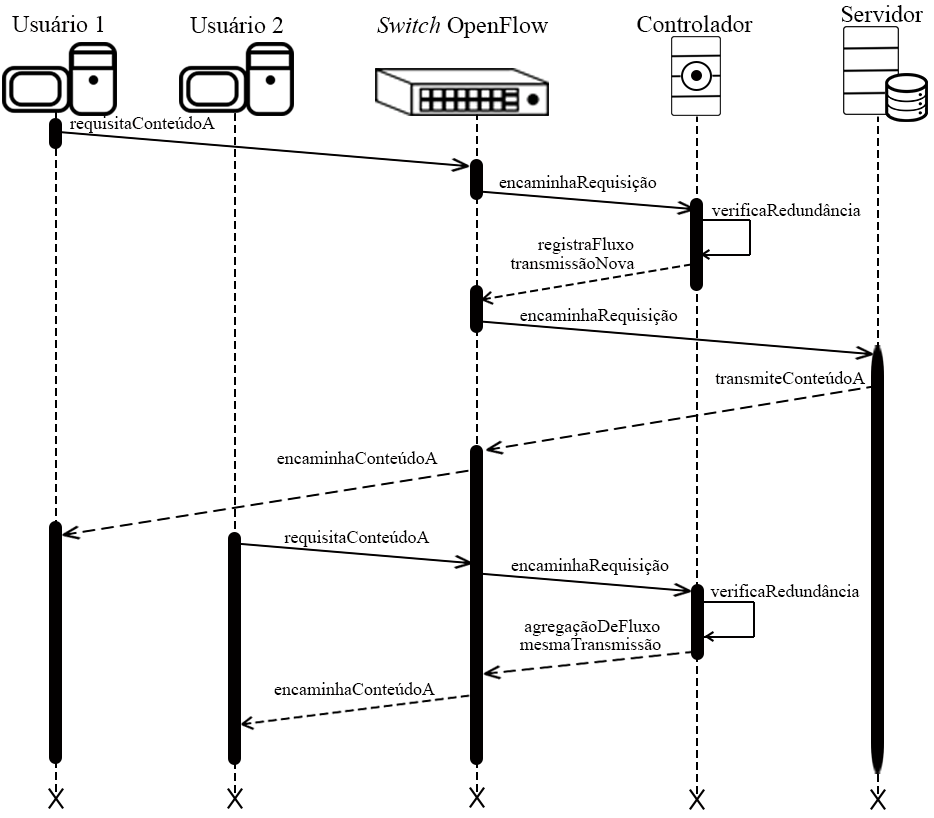 Usuário 1
Usuário 2
Switch OpenFlow
Controlador
Servidor
requisitaConteúdoA
encaminhaRequisição
verificaRedundância
registraFluxo
transmissãoNova
encaminhaRequisição
transmiteConteúdoA
encaminhaConteúdoA
requisitaConteúdoA
encaminhaRequisição
verificaRedundância
agregaçãoDeFluxo
mesmaTransmissão
encaminhaConteúdoA